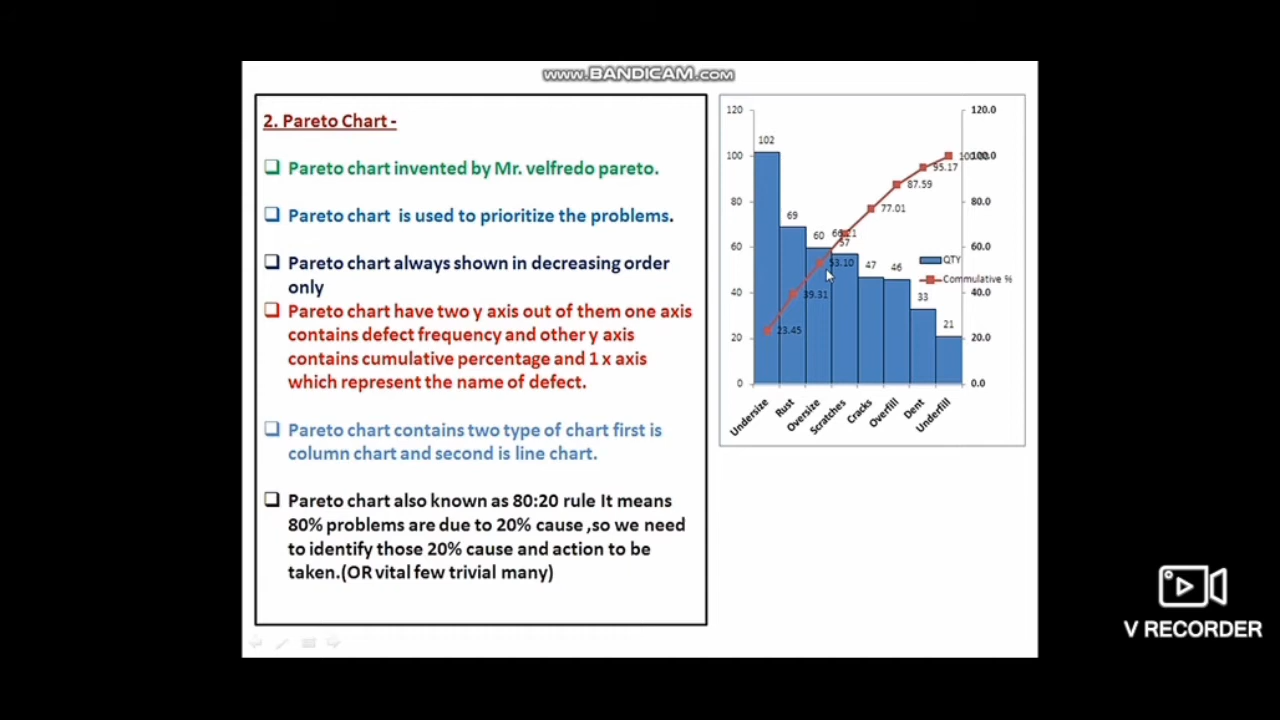 www.BANDICAM.com
2. Pareto Chart -
Pareto chart invented by Mr. velfredo pareto.
Pareto chart is used to prioritize the problems.
Pareto chart always shown in decreasing order
only
Pareto chart have two y axis out of them one axis
contains defect frequency and other y axis
contains cumulative percentage and 1 x axis
which represent the name of defect.
Pareto chart contains two type of chart first is
column chart and second is line chart.
Pareto chart also known as 80:20 rule It means
80% problems are due to 20% cause ,so we need
to identify those 20% cause and action to be
taken.(OR vital few trivial many)
120
100
80
60
40
20
0
102
69
60
57
47
46
33
21
23.45
39.31
53.10
66.21
77.01
87.59
95.17
120.0
100.0
80.0
60.0
40.0
20.0
0.0
QTY
Commulative %
Undersize
Rust
Oversize
Scratches
Cracks
Overfill
Dent
Underfill
V RECORDER